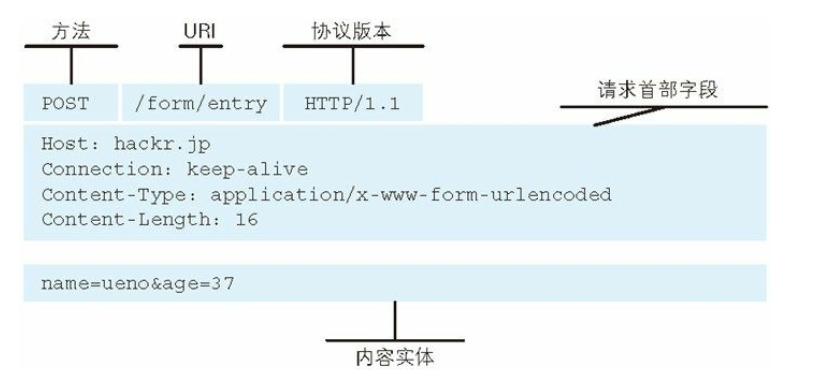 方法 URI 协议版本
请求首部字段
POST /form/entry HTTP/1.1
Host: hackr.jp
Connection: keep-alive
Content-Type: application/x-www-form-urlencoded
Content-Length: 16
name=ueno&age=37
内容实体